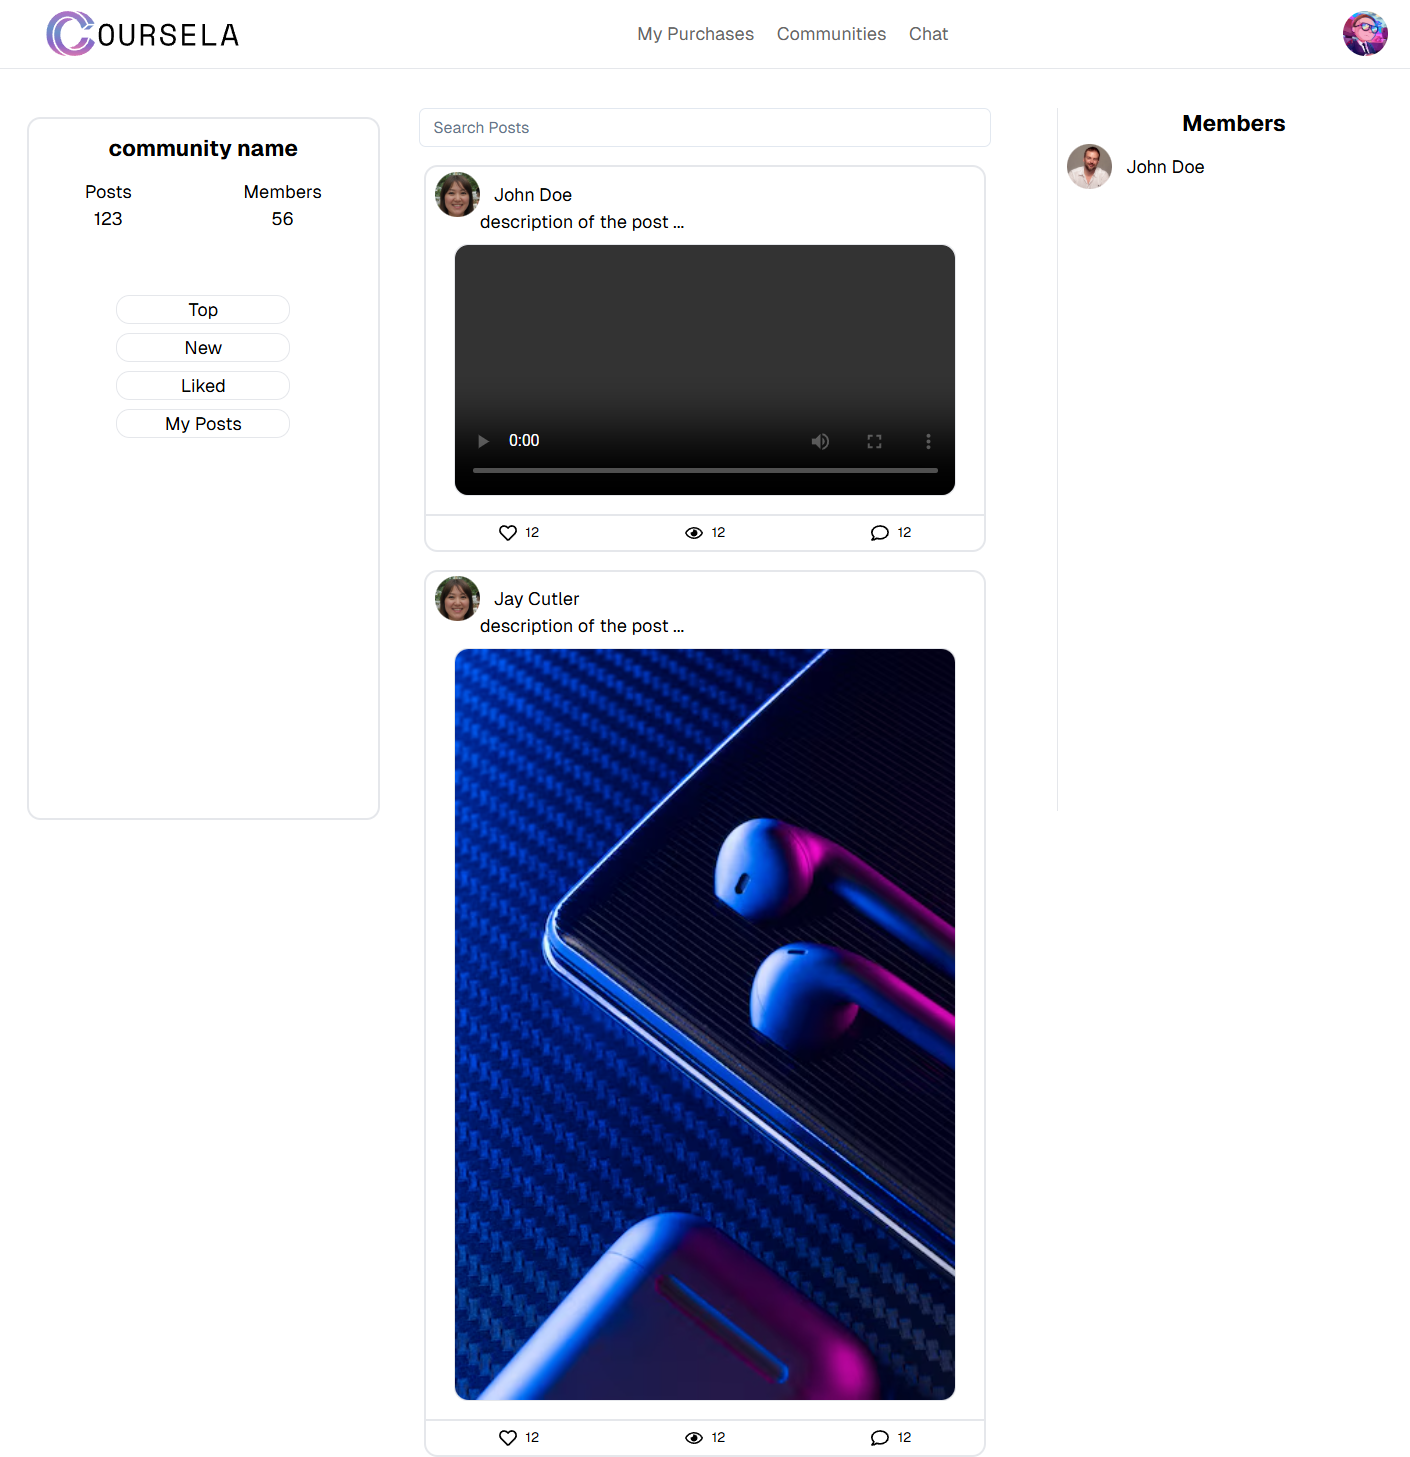 COURSELA
My Purchases Communities Chat
community name
Posts Members
123 56
Top
New
Liked
My Posts
Search Posts
John Doe
description of the post ...
0:00
12 12 12
Jay Cutler
description of the post ...
12 12 12
Members
John Doe